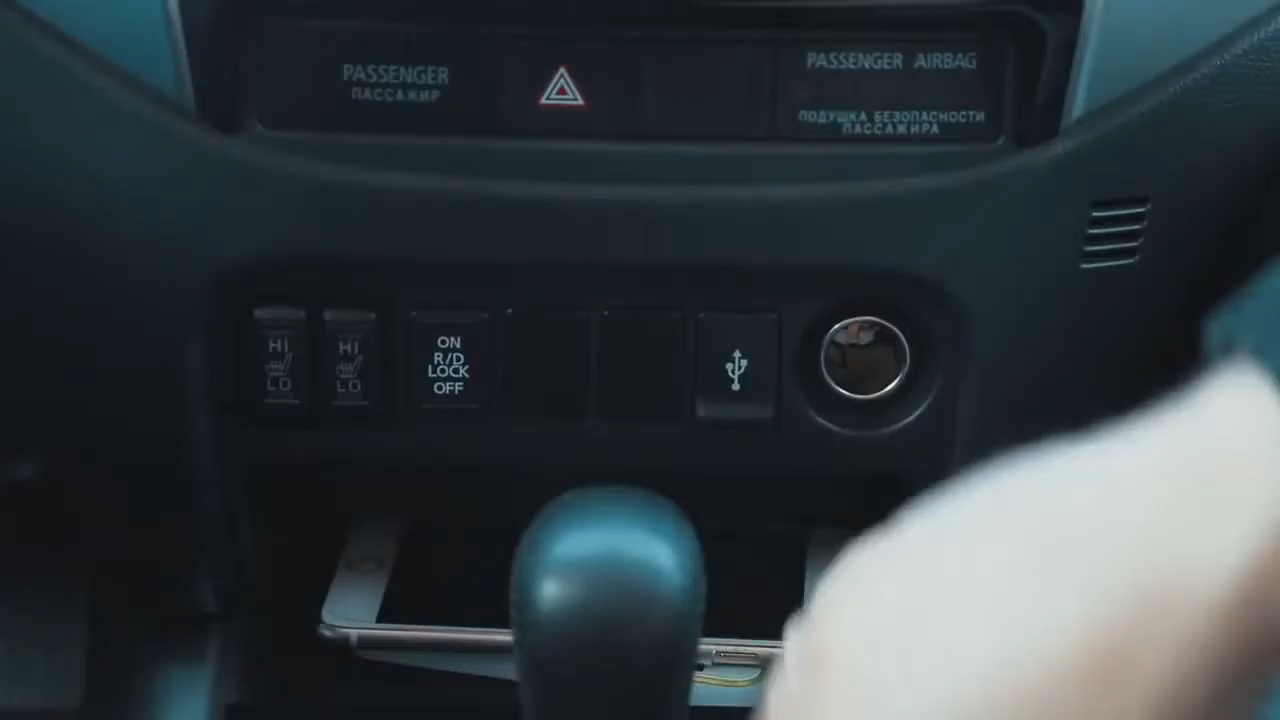 PASSENGER
ПАССАЖИР
PASSENGER AIRBAG
ПОДУШКА БЕЗОПАСНОСТИ
ПАССАЖИРА
HI
LO
HI
LO
ON
R/D
LOCK
OFF